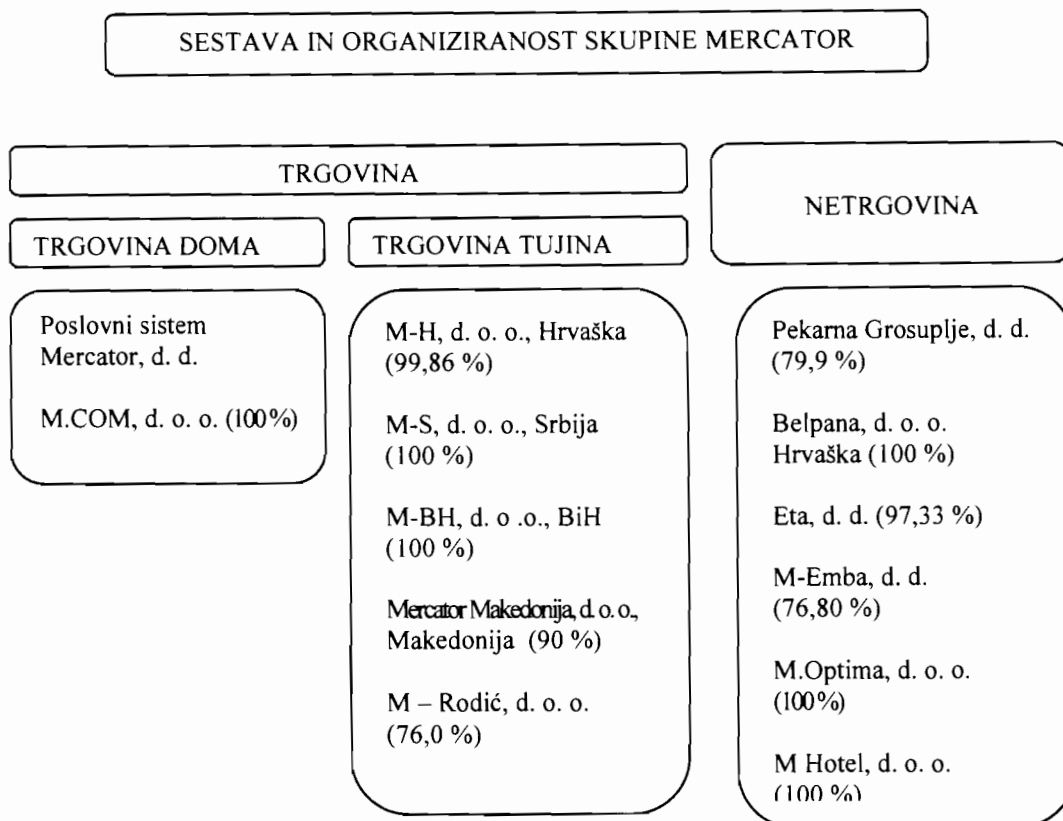 SESTAVA IN ORGANIZIRANOST SKUPINE MERCATOR
TRGOVINA
TRGOVINA DOMA
Poslovni sistem
Mercator, d. d.
M.COM, d. o. o. (100%)
TRGOVINA TUJINA
M-H, d. o. o., Hrvaška
(99,86 %)
M-S, d. o. o., Srbija
(100 %)
M-BH, d. o .o., BiH
(100 %)
Mercator Makedonija, d. o. o.,
Makedonija (90 %)
M – Rodić, d. o. o.
(76,0 %)
NETRGOVINA
Pekarna Grosuplje, d. d.
(79,9 %)
Belpana, d. o. o.
Hrvaška (100 %)
Eta, d. d. (97,33 %)
M-Emba, d. d.
(76,80 %)
M.Optima, d. o. o.
(100%)
M Hotel, d. o. o.
(100 %)